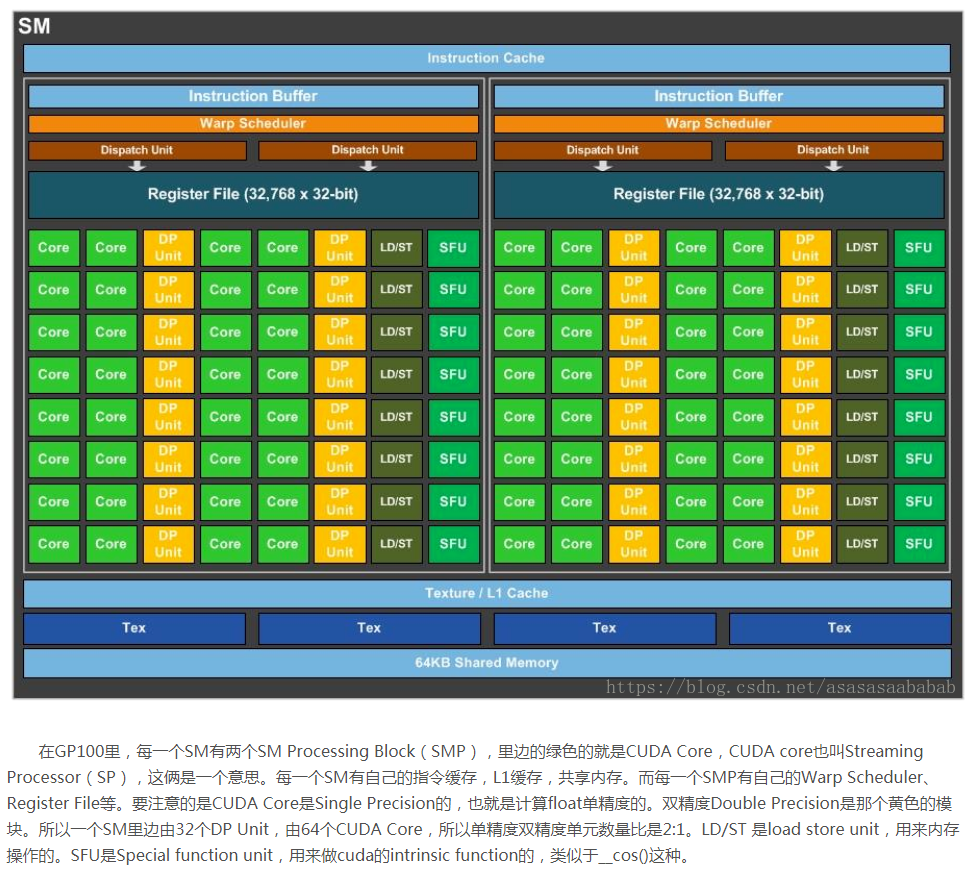 SM
Instruction Cache
Instruction Buffer Instruction Buffer
Warp Scheduler Warp Scheduler
Dispatch Unit Dispatch Unit Dispatch Unit Dispatch Unit
Register File (32,768 x 32-bit) Register File (32,768 x 32-bit)
Core Core DP Unit Core Core DP Unit LD/ST SFU Core Core DP Unit Core Core DP Unit LD/ST SFU
Core Core DP Unit Core Core DP Unit LD/ST SFU Core Core DP Unit Core Core DP Unit LD/ST SFU
Core Core DP Unit Core Core DP Unit LD/ST SFU Core Core DP Unit Core Core DP Unit LD/ST SFU
Core Core DP Unit Core Core DP Unit LD/ST SFU Core Core DP Unit Core Core DP Unit LD/ST SFU
Core Core DP Unit Core Core DP Unit LD/ST SFU Core Core DP Unit Core Core DP Unit LD/ST SFU
Core Core DP Unit Core Core DP Unit LD/ST SFU Core Core DP Unit Core Core DP Unit LD/ST SFU
Core Core DP Unit Core Core DP Unit LD/ST SFU Core Core DP Unit Core Core DP Unit LD/ST SFU
Core Core DP Unit Core Core DP Unit LD/ST SFU Core Core DP Unit Core Core DP Unit LD/ST SFU
Texture / L1 Cache
Tex Tex Tex Tex
64KB Shared Memory
https://blog.csdn.net/asasasaababab
在GP100里，每一个SM有两个SM Processing Block（SMP），里边的绿色的就是CUDA Core，CUDA core也叫Streaming
Processor（SP），这俩是一个意思。每一个SM有自己的指令缓存，L1缓存，共享内存。而每一个SMP有自己的Warp Scheduler、
Register File等。要注意的是CUDA Core是Single Precision的，也就是计算float单精度的。双精度Double Precision是那个黄色的模
块。所以一个SM里边由32个DP Unit，由64个CUDA Core，所以单精度双精度单元数量比是2:1。LD/ST 是load store unit，用来内存
操作的。SFU是Special function unit，用来做cuda的intrinsic function的，类似于__cos()这种。